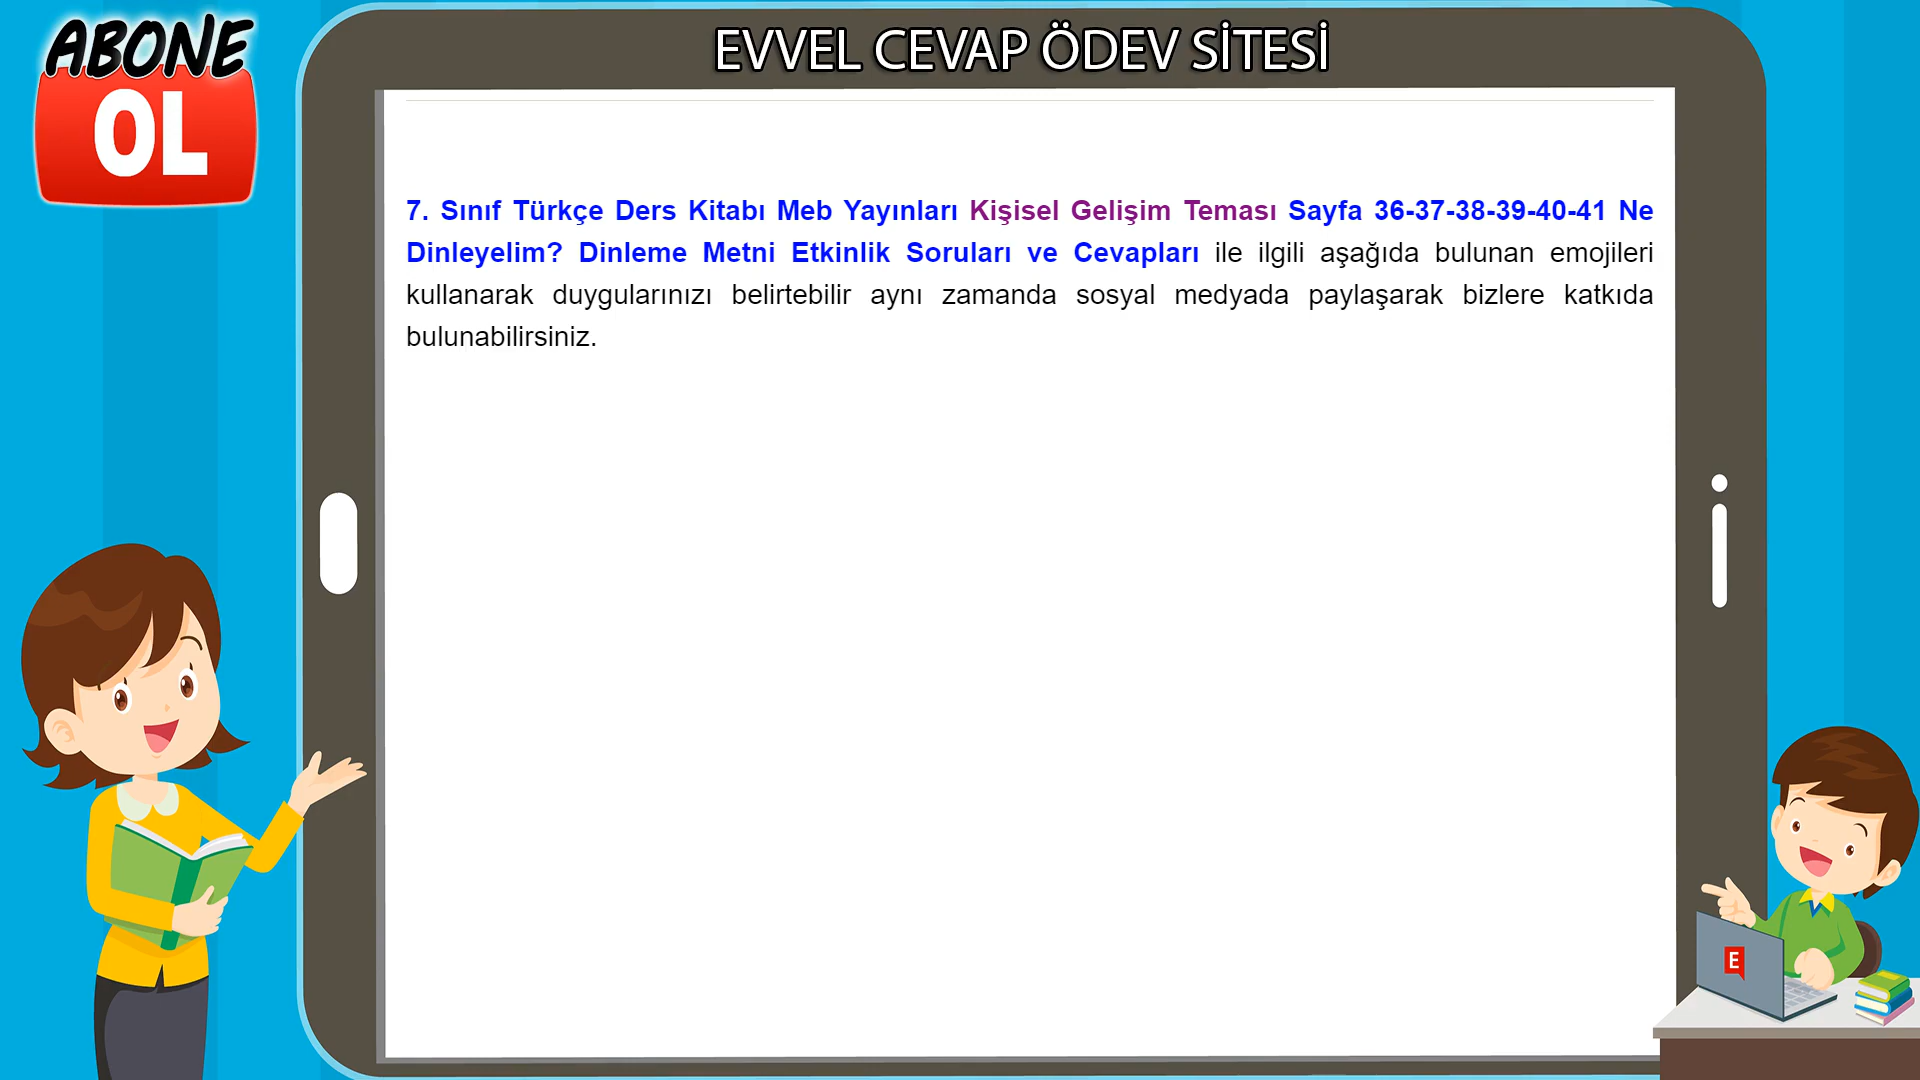 ABONE
OL
EVVEL CEVAP ÖDEV SİTESİ
7. Sınıf Türkçe Ders Kitabı Meb Yayınları Kişisel Gelişim Teması Sayfa 36-37-38-39-40-41 Ne
Dinleyelim? Dinleme Metni Etkinlik Soruları ve Cevapları ile ilgili aşağıda bulunan emojileri
kullanarak duygularınızı belirtebilir aynı zamanda sosyal medyada paylaşarak bizlere katkıda
bulunabilirsiniz.
E